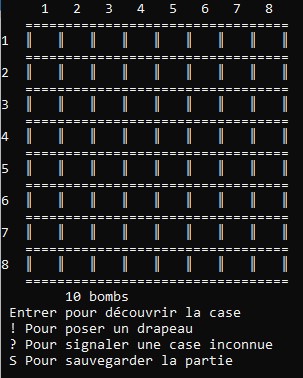 1 2 3 4 5 6 7 8
==================================
1 ║ ║ ║ ║ ║ ║ ║ ║ ║
==================================
2 ║ ║ ║ ║ ║ ║ ║ ║ ║
==================================
3 ║ ║ ║ ║ ║ ║ ║ ║ ║
==================================
4 ║ ║ ║ ║ ║ ║ ║ ║ ║
==================================
5 ║ ║ ║ ║ ║ ║ ║ ║ ║
==================================
6 ║ ║ ║ ║ ║ ║ ║ ║ ║
==================================
7 ║ ║ ║ ║ ║ ║ ║ ║ ║
==================================
8 ║ ║ ║ ║ ║ ║ ║ ║ ║
==================================
10 bombs
Entrer pour découvrir la case
! Pour poser un drapeau
? Pour signaler une case inconnue
S Pour sauvegarder la partie